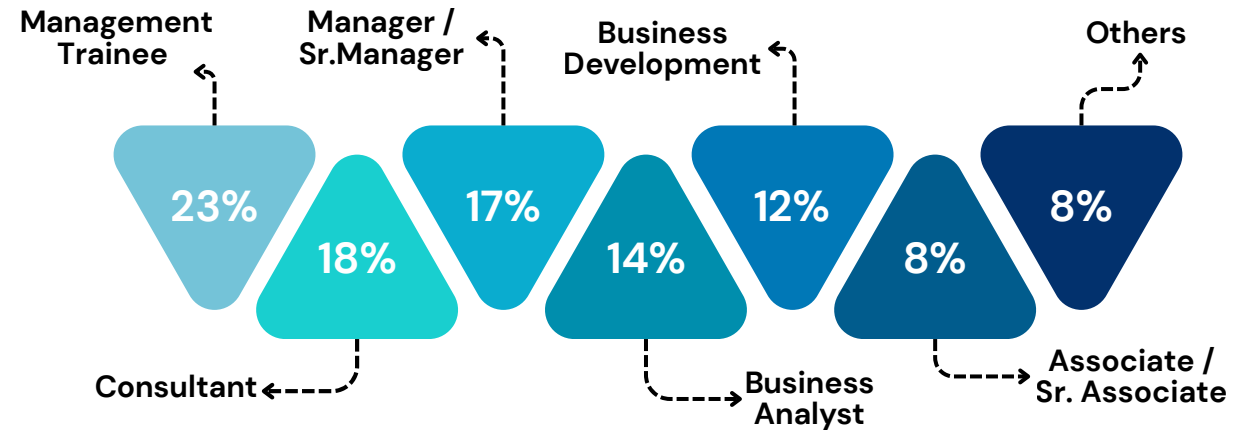 Management
Trainee
Manager /
Sr.Manager
Business
Development
Others
23%
18%
17%
14%
12%
8%
8%
Consultant
Business
Analyst
Associate /
Sr. Associate